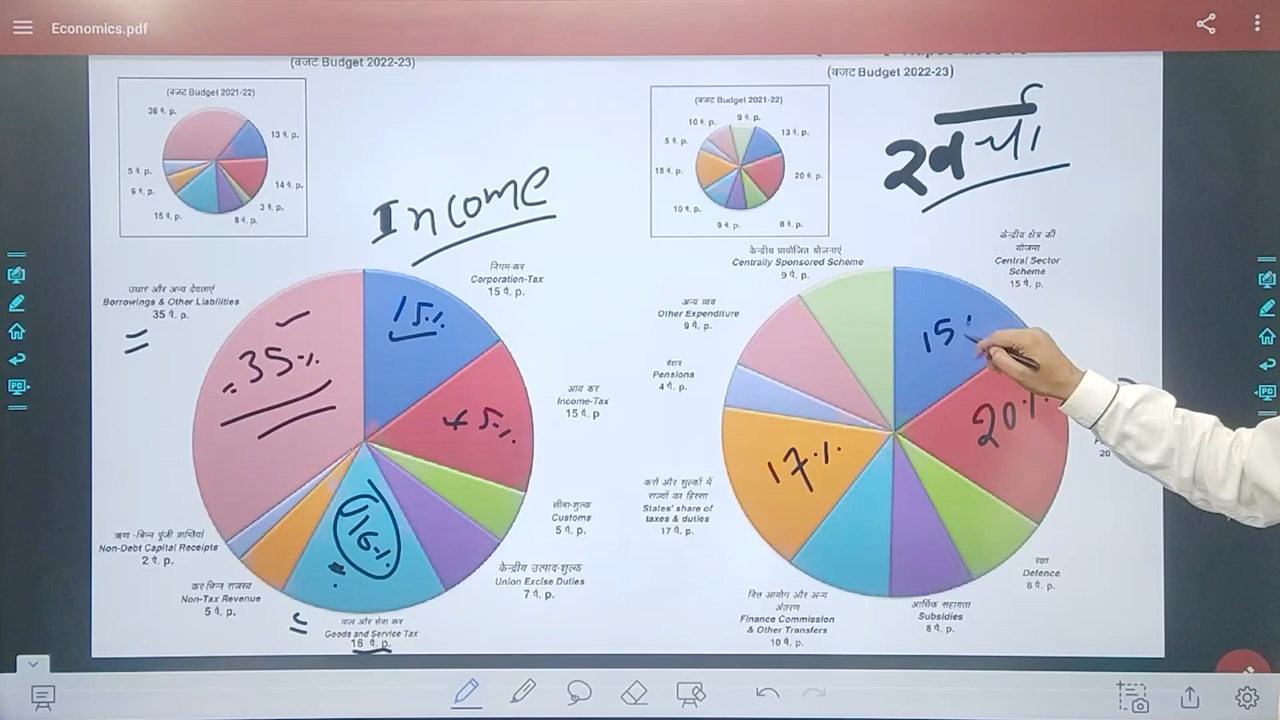 Economics.pdf
(बजट Budget 2022-23)
(बजट Budget 2021-22)
36 पै. p.
13 पै. p.
14 पै. p.
3 पै. p.
8 पै. p.
15 पै. p.
6 पै. p.
5 पै. p.
Income
निगम-कर
Corporation-Tax
15 पै. p.
आय कर
Income-Tax
15 पै. p
सीमा-शुल्क
Customs
5 पै. p.
केन्द्रीय उत्पाद-शुल्क
Union Excise Duties
7 पै. p.
माल और सेवा कर
Goods and Service Tax
16 पै. p.
कर-भिन्न राजस्व
Non-Tax Revenue
5 पै. p.
ऋण -भिन्न पूंजी प्राप्तियां
Non-Debt Capital Receipts
2 पै. p.
उधार और अन्य देयताएं
Borrowings & Other Liabilities
35 पै. p.
15%
35%
5%
16%
(बजट Budget 2022-23)
(बजट Budget 2021-22)
9 पै. p.
13 पै. p.
20 पै. p.
8 पै. p.
9 पै. p.
10 पै. p.
5 पै. p.
10 पै. p.
खर्चा
केन्द्रीय क्षेत्र की
योजना
Central Sector
Scheme
15 पै. p.
20
रक्षा
Defence
8 पै. p.
आर्थिक सहायता
Subsidies
8 पै. p.
वित्त आयोग और अन्य
अंतरण
Finance Commission
& Other Transfers
10 पै. p.
करों और शुल्कों में
राज्यों का हिस्सा
States' share of
taxes & duties
17 पै. p.
पेंशन
Pensions
4 पै. p.
अन्य व्यय
Other Expenditure
9 पै. p.
केन्द्रीय प्रायोजित योजनाएं
Centrally Sponsored Scheme
9 पै. p.
15%
20%
17%